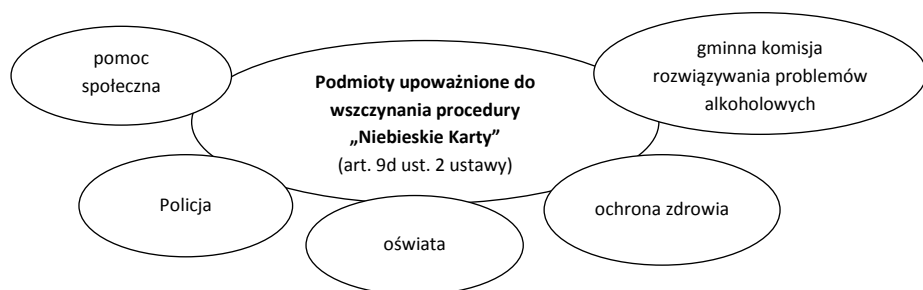 pomoc
społeczna
Podmioty upoważnione do
wszczynania procedury
„Niebieskie Karty”
(art. 9d ust. 2 ustawy)
gminna komisja
rozwiązywania problemów
alkoholowych
Policja
oświata
ochrona zdrowia